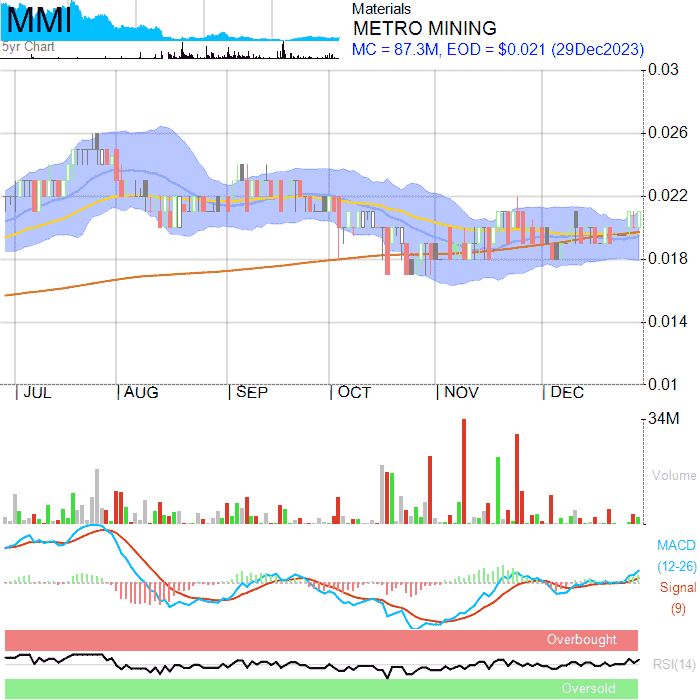 MMI
5yr Chart
Materials
METRO MINING
MC = 87.3M, EOD = $0.021 (29Dec2023)
0.03
0.026
0.022
0.018
0.014
0.01
JUL AUG SEP OCT NOV DEC
34M
Volume
MACD
(12-26)
Signal
(9)
Overbought
RSI(14)
Oversold